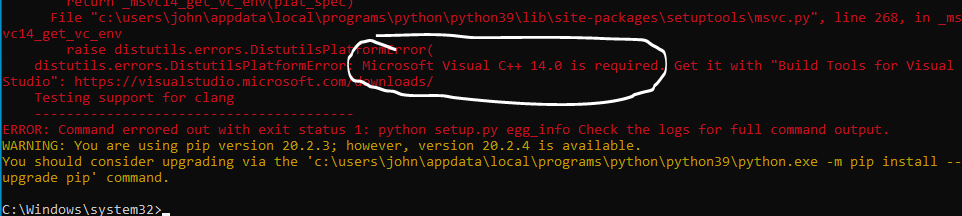 return _msvc14_get_vc_env(plat_spec)
File "c:\users\john\appdata\local\programs\python\python39\lib\site-packages\setuptools\msvc.py", line 268, in _ms
vc14_get_vc_env
raise distutils.errors.DistutilsPlatformError(
distutils.errors.DistutilsPlatformError: Microsoft Visual C++ 14.0 is required. Get it with "Build Tools for Visual
Studio": https://visualstudio.microsoft.com/downloads/
Testing support for clang
----------------------------------------
ERROR: Command errored out with exit status 1: python setup.py egg_info Check the logs for full command output.
WARNING: You are using pip version 20.2.3; however, version 20.2.4 is available.
You should consider upgrading via the 'c:\users\john\appdata\local\programs\python\python39\python.exe -m pip install --
upgrade pip' command.
C:\Windows\system32>